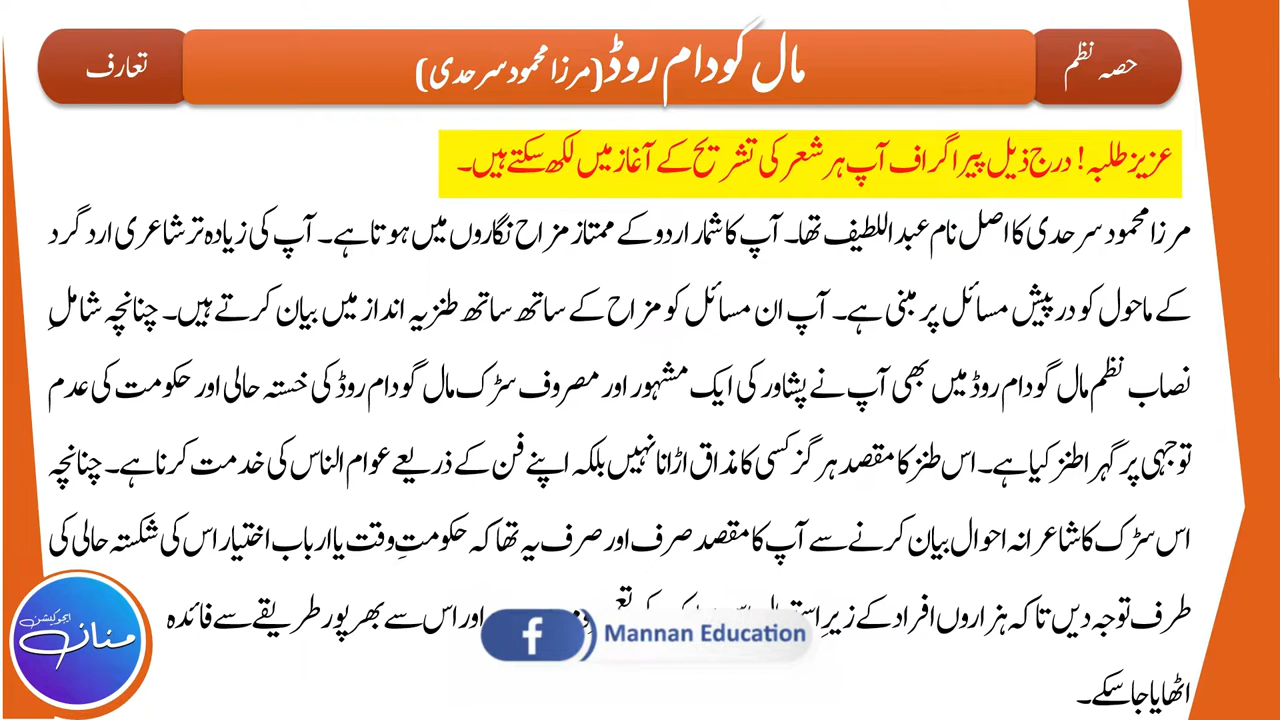 حصہ نظم
مال گودام روڈ (مرزا محمود سرحدی)
تعارف
عزیز طلبہ! درج ذیل پیراگراف آپ ہر شعر کی تشریح کے آغاز میں لکھ سکتے ہیں۔
مرزا محمود سرحدی کا اصل نام عبداللطیف تھا۔ آپ کا شمار اردو کے ممتاز مزاح نگاروں میں ہوتا ہے۔ آپ کی زیادہ تر شاعری ارد گرد
کے ماحول کو درپیش مسائل پر مبنی ہے۔ آپ ان مسائل کو مزاح کے ساتھ ساتھ طنزیہ انداز میں بیان کرتے ہیں۔ چنانچہ شاملِ
نصاب نظم مال گودام روڈ میں بھی آپ نے پشاور کی ایک مشہور اور مصروف سڑک مال گودام روڈ کی خستہ حالی اور حکومت کی عدم
توجہی پر گہرا طنز کیا ہے۔ اس طنز کا مقصد ہرگز کسی کا مذاق اڑانا نہیں بلکہ اپنے فن کے ذریعے عوام الناس کی خدمت کرنا ہے۔ چنانچہ
اس سڑک کا شاعرانہ احوال بیان کرنے سے آپ کا مقصد صرف اور صرف یہ تھا کہ حکومتِ وقت یا ارباب اختیار اس کی شکستہ حالی کی
طرف توجہ دیں تاکہ ہزاروں افراد کے زیرِ اور اس سے بھرپور طریقے سے فائدہ
اٹھایا جا سکے۔
Mannan Education
ایجوکیشن
منان